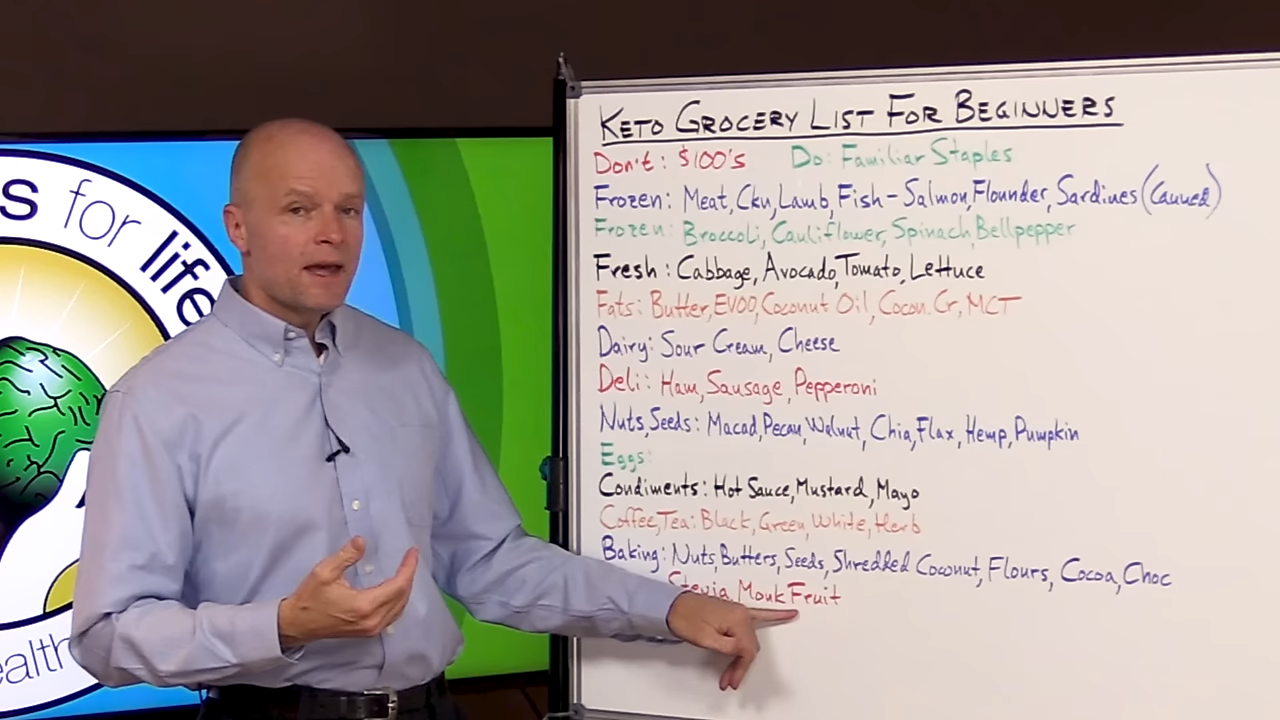 s for life
ealth
KETO GROCERY LIST FOR BEGINNERS
Don't: $100's Do: Familiar Staples
Frozen: Meat, Ckn, Lamb, Fish - Salmon, Flounder, Sardines (Canned)
Frozen: Broccoli, Cauliflower, Spinach, Bellpepper
Fresh: Cabbage, Avocado, Tomato, Lettuce
Fats: Butter, EVOO, Coconut Oil, Cocon. Cr, MCT
Dairy: Sour Cream, Cheese
Deli: Ham, Sausage, Pepperoni
Nuts, Seeds: Macad, Pecan, Walnut, Chia, Flax, Hemp, Pumpkin
Eggs:
Condiments: Hot Sauce, Mustard, Mayo
Coffee, Tea: Black, Green, White, Herb
Baking: Nuts, Butters, Seeds, Shredded Coconut, Flours, Cocoa, Choc
Stevia, Monk Fruit